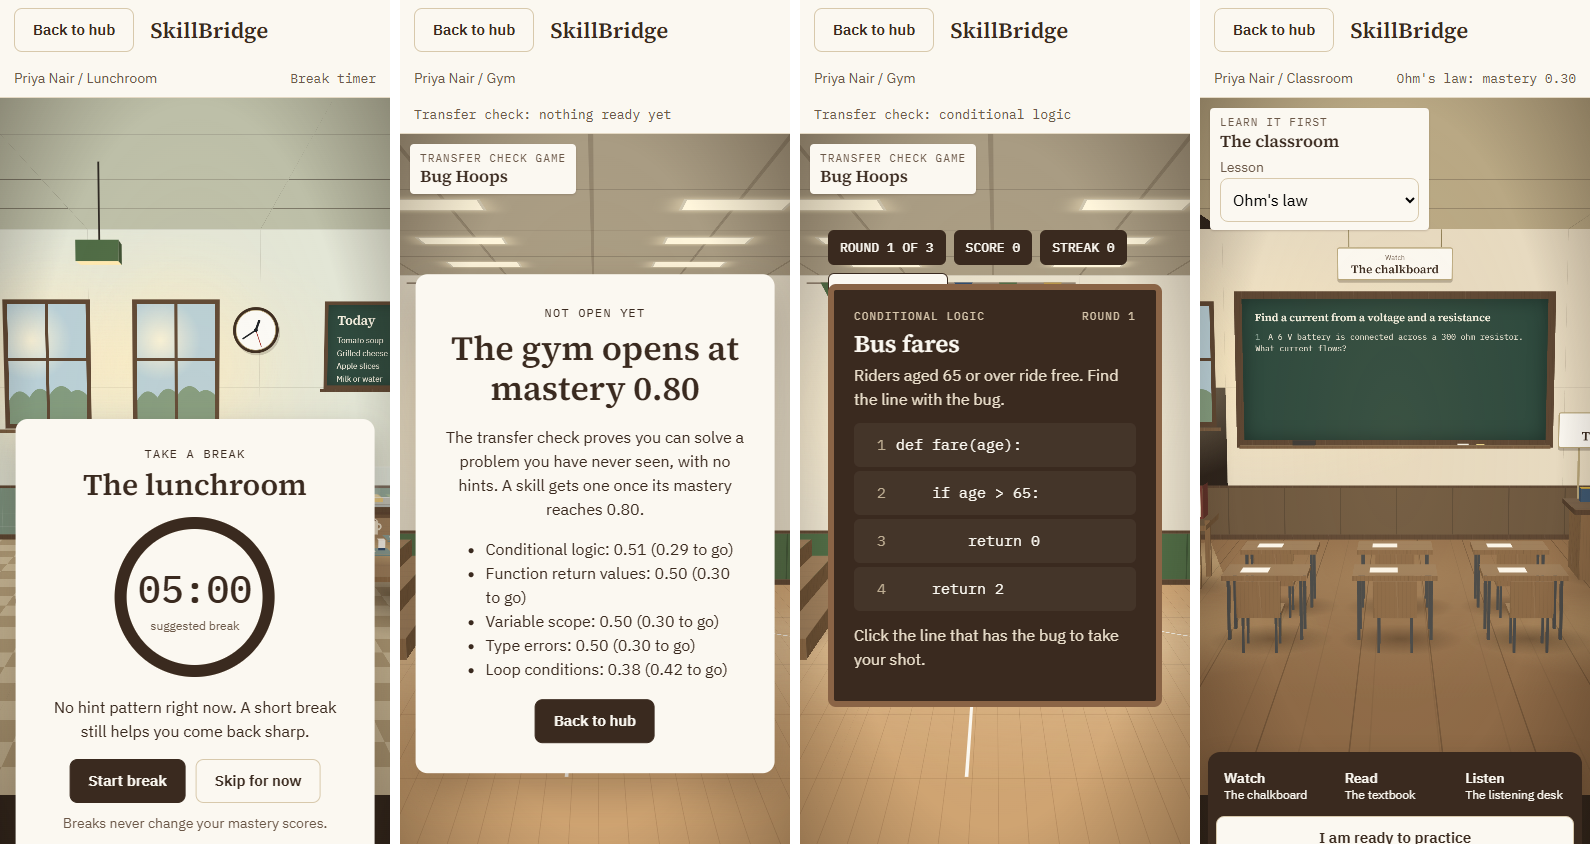 Back to hub
SkillBridge
Priya Nair / Lunchroom
Break timer
Today
Tomato soup
Grilled cheese
Apple slices
Milk or water
TAKE A BREAK
The lunchroom
05:00
suggested break
No hint pattern right now. A short break
still helps you come back sharp.
Start break
Skip for now
Breaks never change your mastery scores.
Back to hub
SkillBridge
Priya Nair / Gym
Transfer check: nothing ready yet
TRANSFER CHECK GAME
Bug Hoops
NOT OPEN YET
The gym opens at
mastery 0.80
The transfer check proves you can solve a
problem you have never seen, with no
hints. A skill gets one once its mastery
reaches 0.80.
• Conditional logic: 0.51 (0.29 to go)
• Function return values: 0.50 (0.30
to go)
• Variable scope: 0.50 (0.30 to go)
• Type errors: 0.50 (0.30 to go)
• Loop conditions: 0.38 (0.42 to go)
Back to hub
Back to hub
SkillBridge
Priya Nair / Gym
Transfer check: conditional logic
TRANSFER CHECK GAME
Bug Hoops
ROUND 1 OF 3
SCORE 0
STREAK 0
CONDITIONAL LOGIC
ROUND 1
Bus fares
Riders aged 65 or over ride free. Find
the line with the bug.
1 def fare(age):
2     if age > 65:
3         return 0
4     return 2
Click the line that has the bug to take
your shot.
Back to hub
SkillBridge
Priya Nair / Classroom
Ohm's law: mastery 0.30
LEARN IT FIRST
The classroom
Lesson
Ohm's law
Watch
The chalkboard
Find a current from a voltage and a resistance
1 A 6 V battery is connected across a 300 ohm resistor.
What current flows?
T
Watch
The chalkboard
Read
The textbook
Listen
The listening desk
I am ready to practice